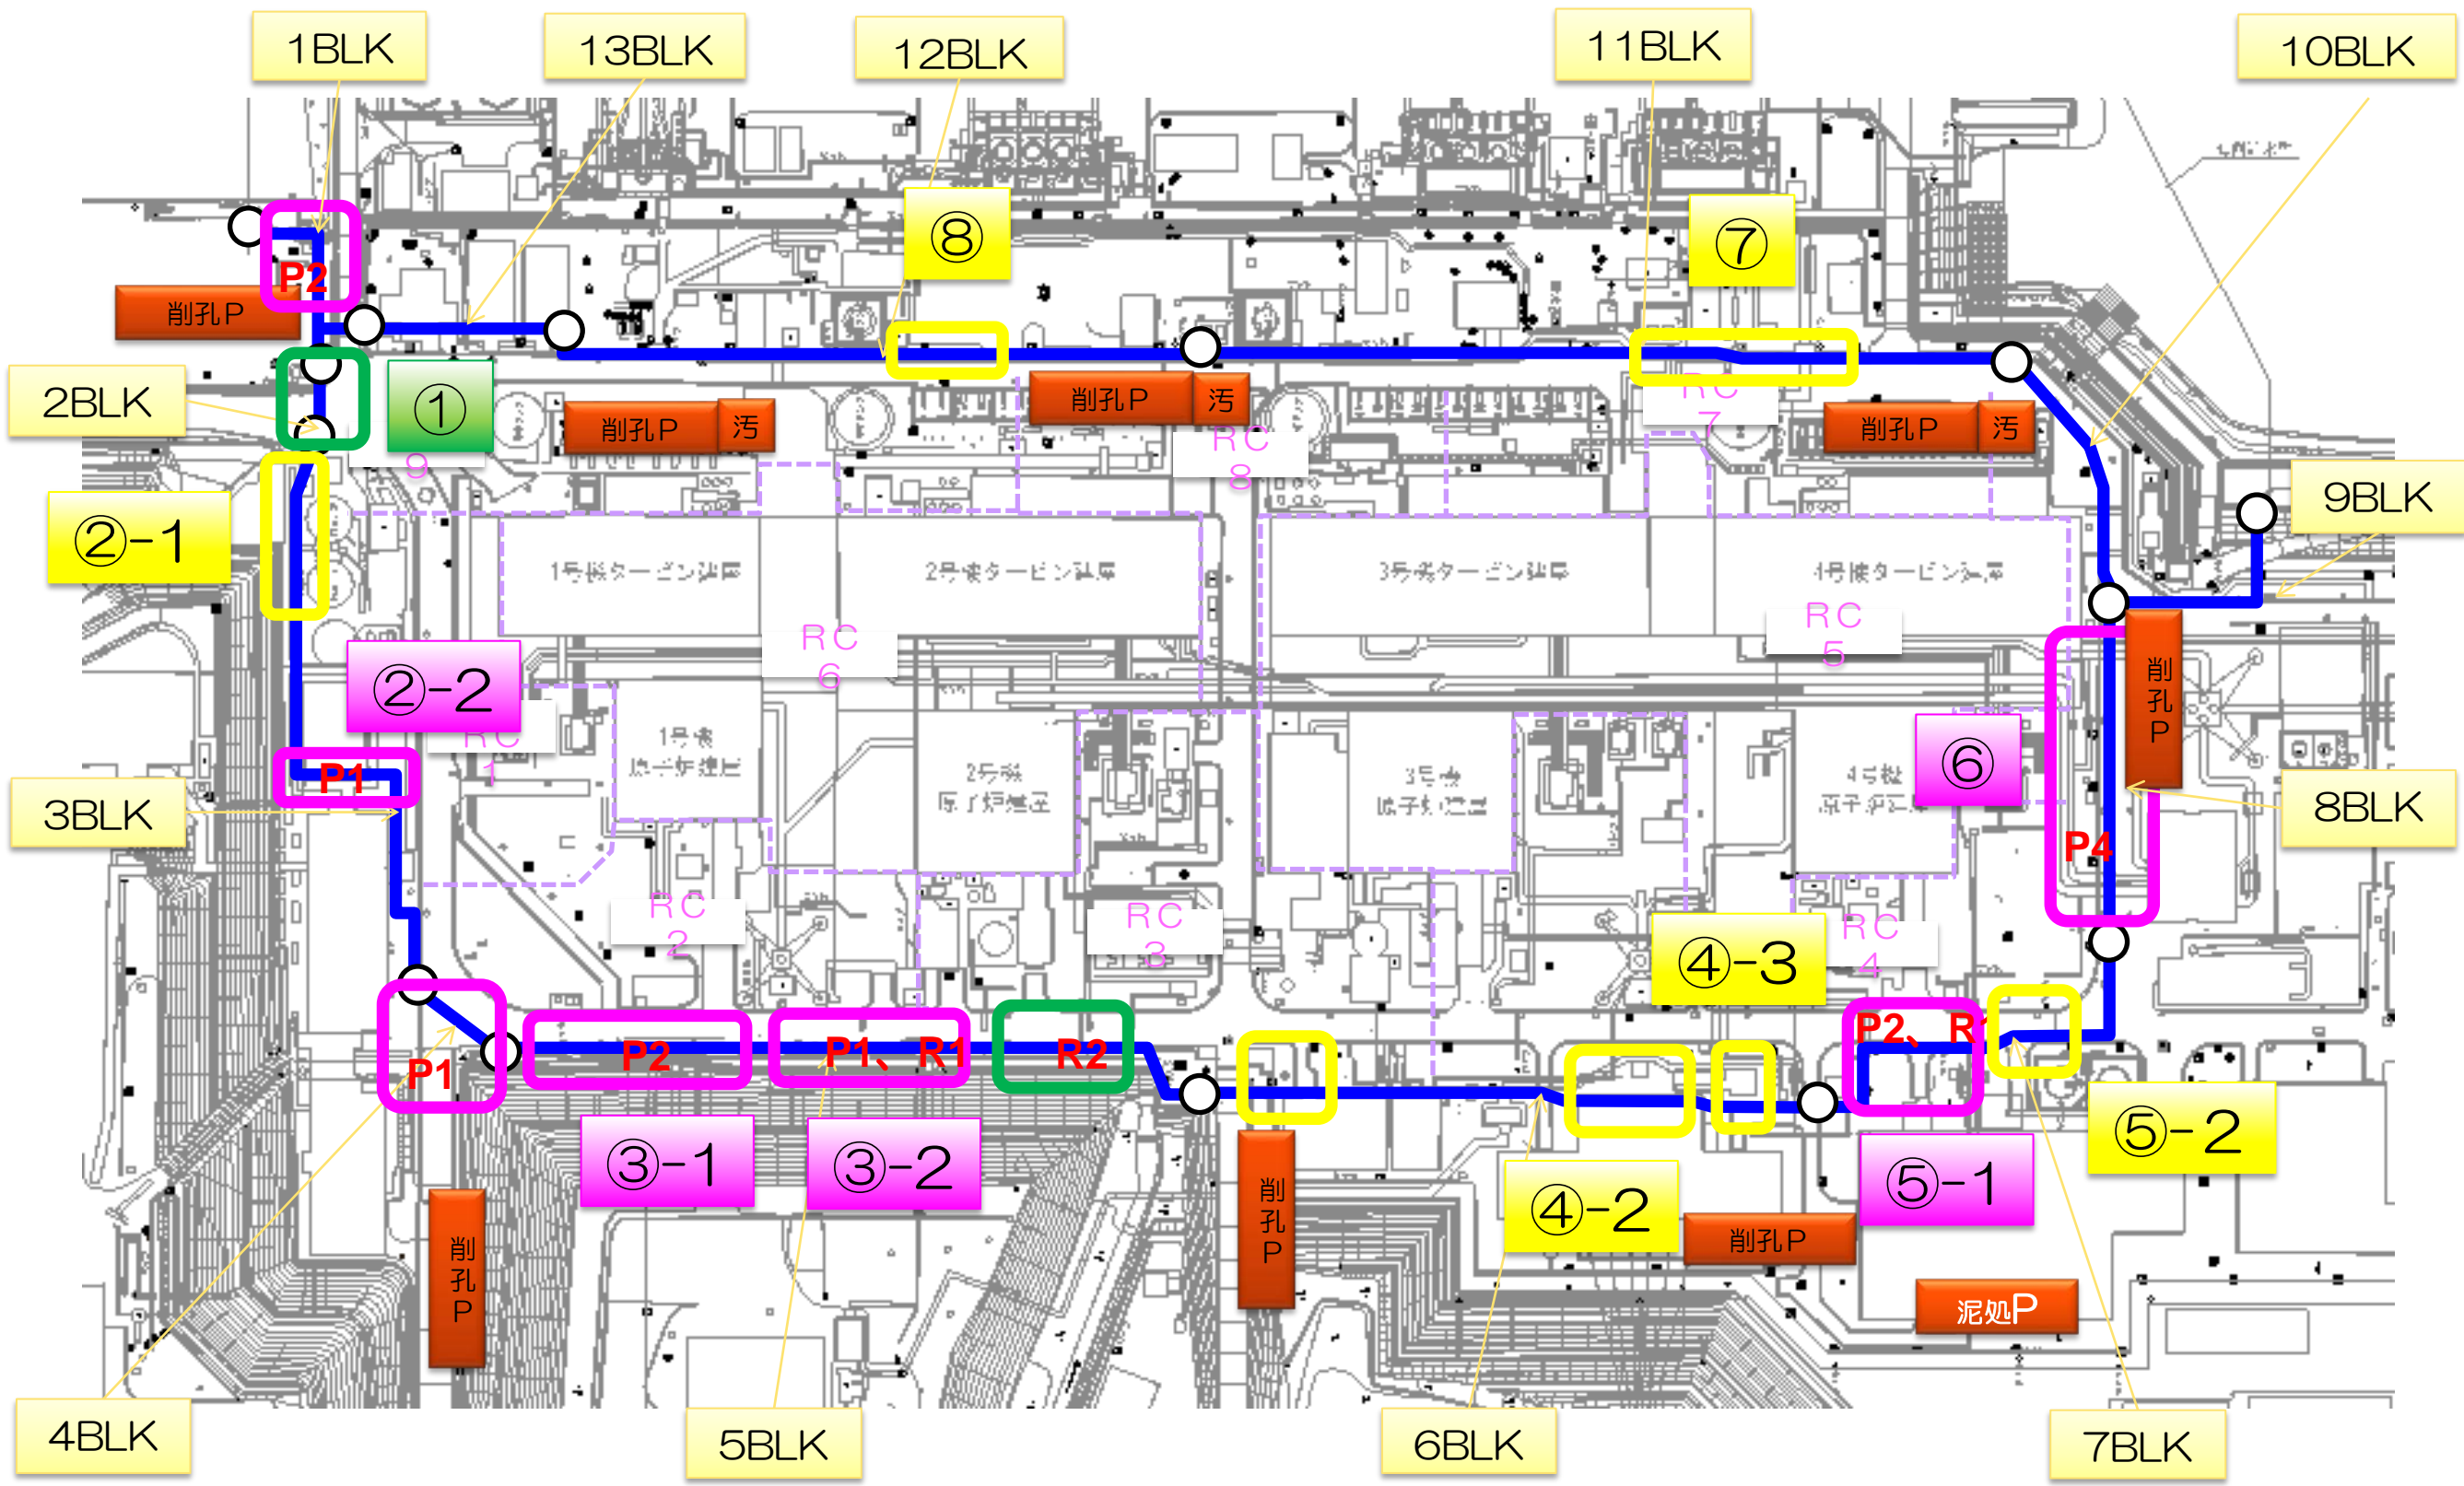 1BLK
13BLK
12BLK
11BLK
10BLK
⑧
⑦
P2
削孔P
2BLK
①
削孔P
汚
削孔P
汚
RC
7
削孔P
汚
RC
8
9
②-1
9BLK
1号機タービン建屋
2号機タービン建屋
3号機タービン建屋
4号機タービン建屋
RC
6
RC
5
削
孔
P
②-2
RC
1
1号機
原子炉建屋
2号機
原子炉建屋
3号機
原子炉建屋
4号機
原子炉建屋
⑥
P1
3BLK
8BLK
P4
RC
2
RC
3
④-3
RC
4
P1
P2
P1、R1
R2
P2、R1
③-1
③-2
④-2
⑤-1
⑤-2
削
孔
P
削
孔
P
削孔P
泥処P
4BLK
5BLK
6BLK
7BLK